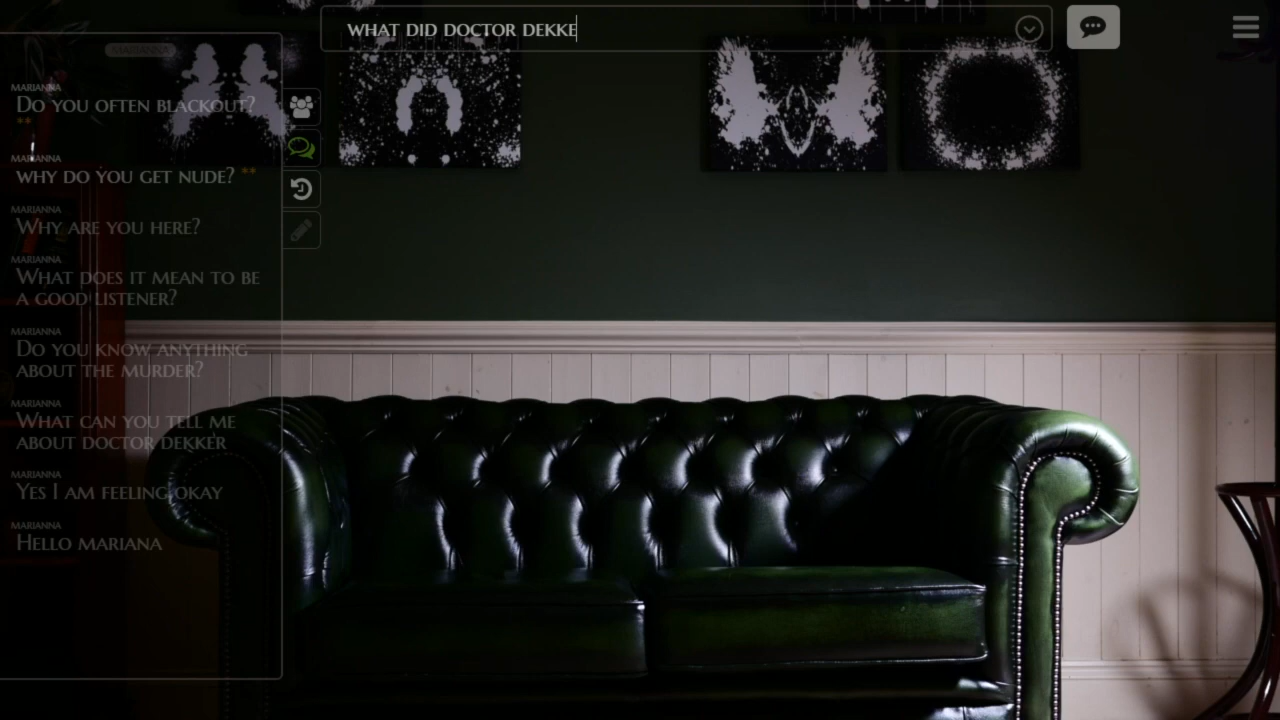 WHAT DID DOCTOR DEKKE
MARIANNA
MARIANNA
DO YOU OFTEN BLACKOUT?
**
MARIANNA
WHY DO YOU GET NUDE? **
MARIANNA
WHY ARE YOU HERE?
MARIANNA
WHAT DOES IT MEAN TO BE
A GOOD LISTENER?
MARIANNA
DO YOU KNOW ANYTHING
ABOUT THE MURDER?
MARIANNA
WHAT CAN YOU TELL ME
ABOUT DOCTOR DEKKER
MARIANNA
YES I AM FEELING OKAY
MARIANNA
HELLO MARIANA